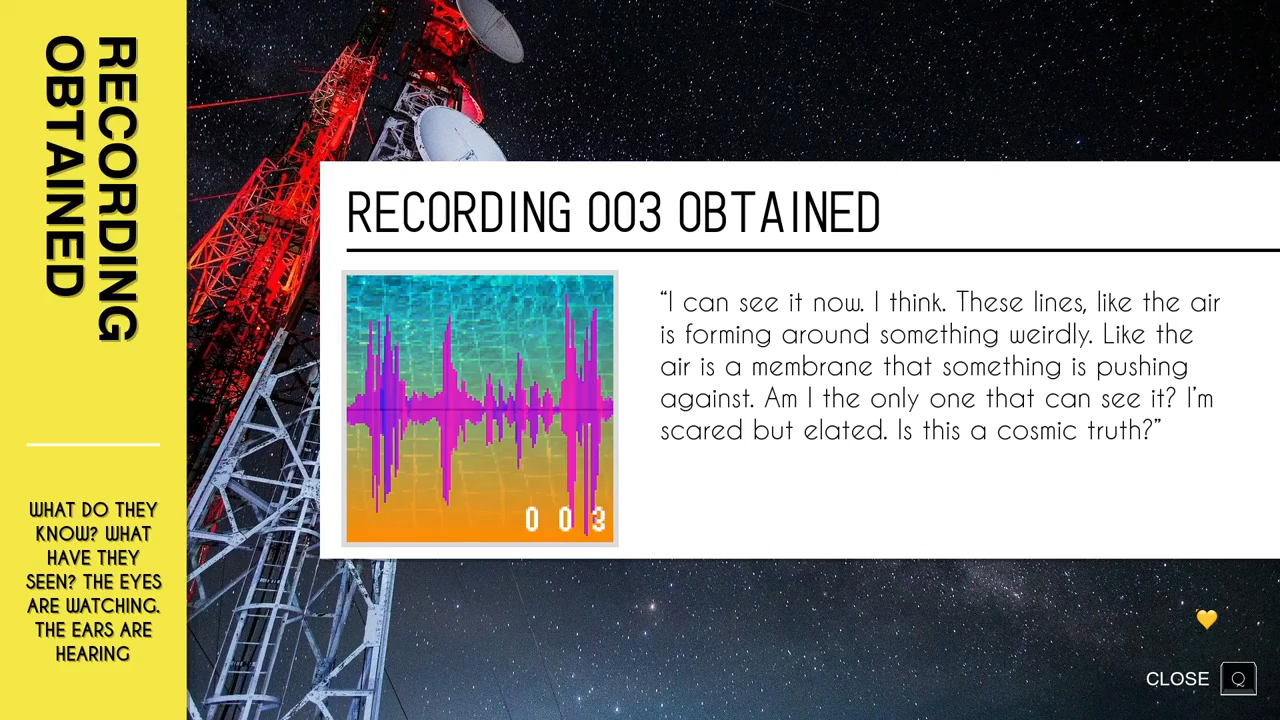 RECORDING
OBTAINED
WHAT DO THEY
KNOW? WHAT
HAVE THEY
SEEN? THE EYES
ARE WATCHING.
THE EARS ARE
HEARING
RECORDING 003 OBTAINED
003
“I can see it now. I think. These lines, like the air
is forming around something weirdly. Like the
air is a membrane that something is pushing
against. Am I the only one that can see it? I’m
scared but elated. Is this a cosmic truth?”
CLOSE Q